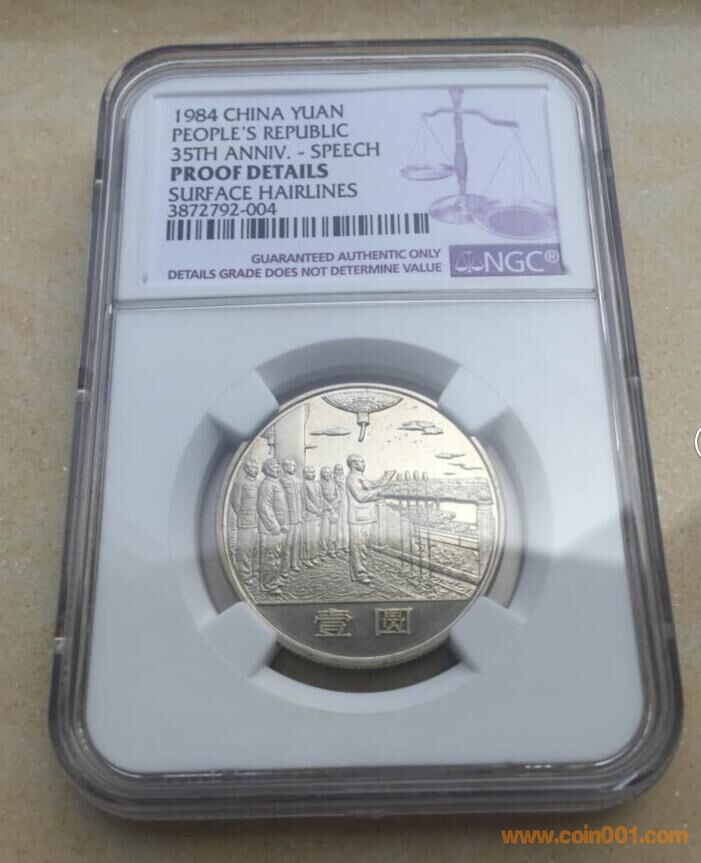 1984 CHINA YUAN
PEOPLE'S REPUBLIC
35TH ANNIV. - SPEECH
PROOF DETAILS
SURFACE HAIRLINES
3872792-004
GUARANTEED AUTHENTIC ONLY
DETAILS GRADE DOES NOT DETERMINE VALUE
NGC®
壹圆
www.coin001.com